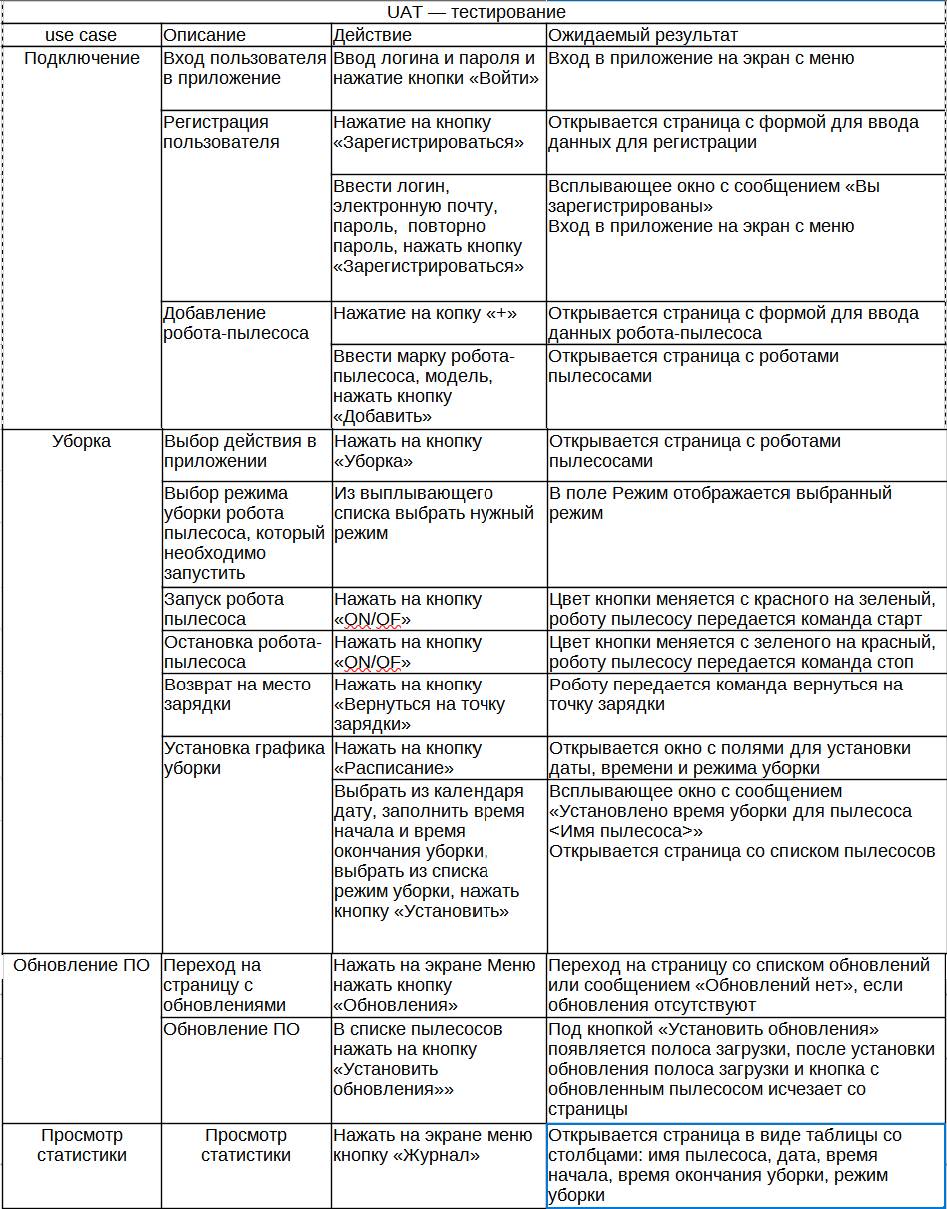 UAT — тестирование
use case
Описание
Действие
Ожидаемый результат
Подключение
Вход пользователя
в приложение
Ввод логина и пароля и
нажатие кнопки «Войти»
Вход в приложение на экран с меню
Регистрация
пользователя
Нажатие на кнопку
«Зарегистрироваться»
Открывается страница с формой для ввода
данных для регистрации
Ввести логин,
электронную почту,
пароль,  повторно
пароль, нажать кнопку
«Зарегистрироваться»
Всплывающее окно с сообщением «Вы
зарегистрированы»
Вход в приложение на экран с меню
Добавление
робота-пылесоса
Нажатие на копку «+»
Открывается страница с формой для ввода
данных робота-пылесоса
Ввести марку робота-
пылесоса, модель,
нажать кнопку
«Добавить»
Открывается страница с роботами
пылесосами
Уборка
Выбор действия в
приложении
Нажать на кнопку
«Уборка»
Открывается страница с роботами
пылесосами
Выбор режима
уборки робота
пылесоса, который
необходимо
запустить
Из выплывающего
списка выбрать нужный
режим
В поле Режим отображается выбранный
режим
Запуск робота
пылесоса
Нажать на кнопку
«ON/OF»
Цвет кнопки меняется с красного на зеленый,
роботу пылесосу передается команда старт
Остановка робота-
пылесоса
Нажать на кнопку
«ON/OF»
Цвет кнопки меняется с зеленого на красный,
роботу пылесосу передается команда стоп
Возврат на место
зарядки
Нажать на кнопку
«Вернуться на точку
зарядки»
Роботу передается команда вернуться на
точку зарядки
Установка графика
уборки
Нажать на кнопку
«Расписание»
Открывается окно с полями для установки
даты, времени и режима уборки
Выбрать из календаря
дату, заполнить время
начала и время
окончания уборки,
выбрать из списка
режим уборки, нажать
кнопку «Установить»
Всплывающее окно с сообщением
«Установлено время уборки для пылесоса
<Имя пылесоса>»
Открывается страница со списком пылесосов
Обновление ПО
Переход на
страницу с
обновлениями
Нажать на экране Меню
нажать кнопку
«Обновления»
Переход на страницу со списком обновлений
или сообщением «Обновлений нет», если
обновления отсутствуют
Обновление ПО
В списке пылесосов
нажать на кнопку
«Установить
обновления»»
Под кнопкой «Установить обновления»
появляется полоса загрузки, после установки
обновления полоса загрузки и кнопка с
обновленным пылесосом исчезает со
страницы
Просмотр
статистики
Просмотр
статистики
Нажать на экране меню
кнопку «Журнал»
Открывается страница в виде таблицы со
столбцами: имя пылесоса, дата, время
начала, время окончания уборки, режим
уборки